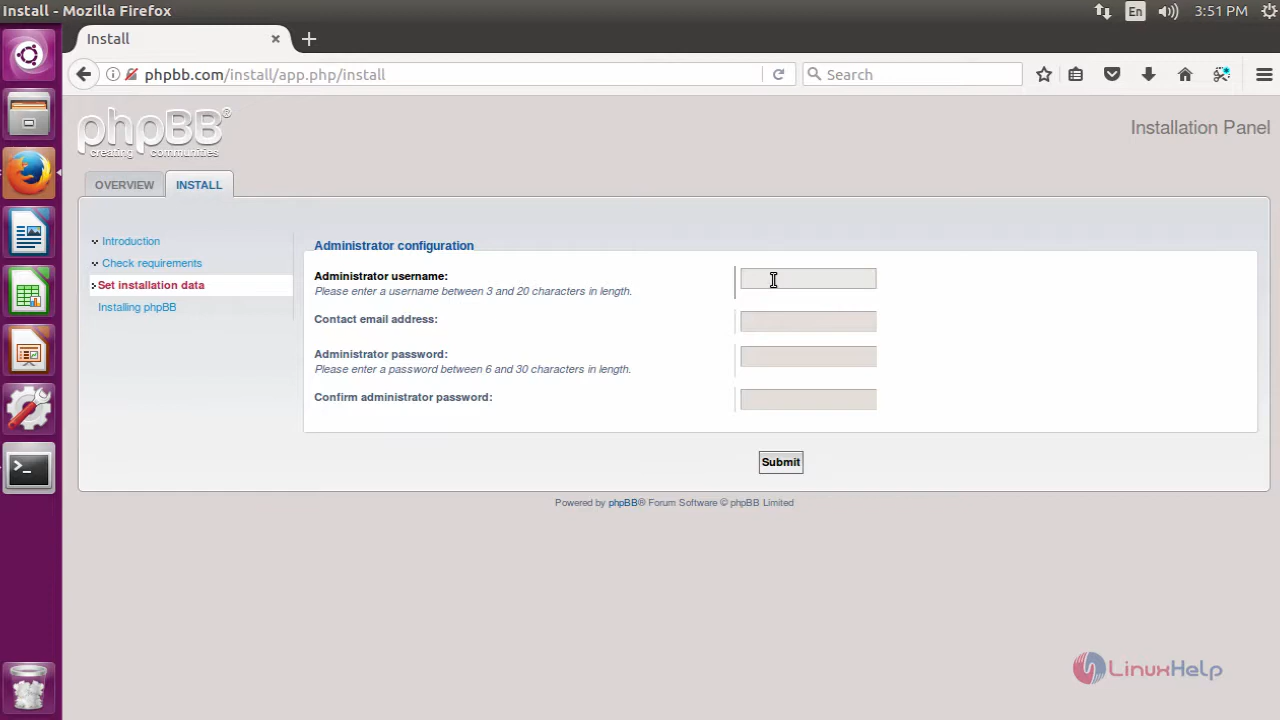 Install - Mozilla Firefox
En
3:51 PM
Install
phpbb.com/install/app.php/install
Search
phpBB®
creating communities
Installation Panel
OVERVIEW
INSTALL
Introduction
Check requirements
Set installation data
Installing phpBB
Administrator configuration
Administrator username:
Please enter a username between 3 and 20 characters in length.
Contact email address:
Administrator password:
Please enter a password between 6 and 30 characters in length.
Confirm administrator password:
Submit
Powered by phpBB® Forum Software © phpBB Limited
LinuxHelp